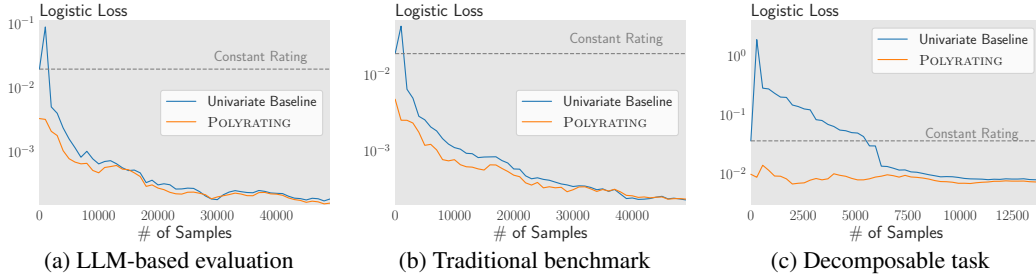 Logistic Loss
10⁻¹
10⁻²
10⁻³
Constant Rating
Univariate Baseline
POLYRATING
0 10000 20000 30000 40000
# of Samples
(a) LLM-based evaluation
Logistic Loss
10⁻²
10⁻³
Constant Rating
Univariate Baseline
POLYRATING
0 10000 20000 30000 40000
# of Samples
(b) Traditional benchmark
Logistic Loss
10⁰
10⁻¹
10⁻²
Univariate Baseline
POLYRATING
Constant Rating
0 2500 5000 7500 10000 12500
# of Samples
(c) Decomposable task